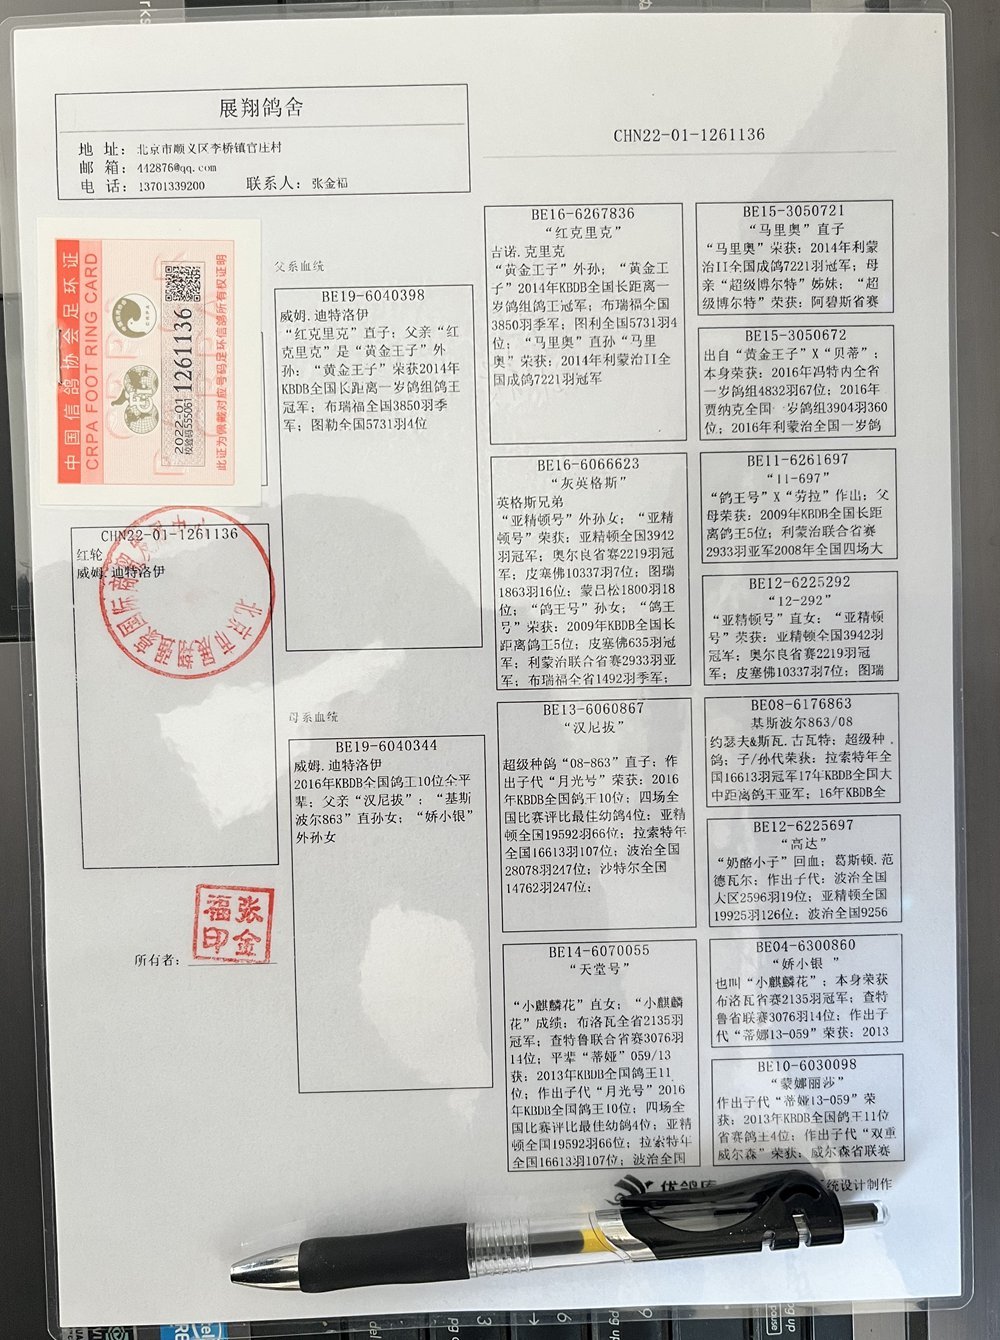 展翔鸽舍
地 址: 北京市顺义区李桥镇官庄村
邮 箱: 442876@qq.com
电 话: 13701339200 联系人: 张金福
CHN22-01-1261136
中国信鸽协会足环证
CRPA FOOT RING CARD
2022-01 1261136
校验码555061
此证为佩戴对应号码足环信鸽所有权证明
CHN22-01-1261136
红轮
威姆.迪特洛伊
北京市展翔
张金福印
所有者:
父系血统
BE19-6040398
威姆.迪特洛伊
“红克里克”直子; 父亲“红
克里克”是“黄金王子”外
孙; “黄金王子”荣获2014年
KBDB全国长距离一岁鸽组鸽王
冠军; 布瑞福全国3850羽季
军; 图勒全国5731羽4位
母系血统
BE19-6040344
威姆.迪特洛伊
2016年KBDB全国鸽王10位全平
辈; 父亲“汉尼拔”; “基斯
波尔863”直孙女; “娇小银”
外孙女
BE16-6267836
“红克里克”
吉诺.克里克
“黄金王子”外孙; “黄金王
子”2014年KBDB全国长距离一
岁鸽组鸽王冠军; 布瑞福全国
3850羽季军; 图利全国5731羽4
位; “马里奥”直孙“马里
奥”荣获: 2014年利蒙治II全
国成鸽7221羽冠军
BE16-6066623
“灰英格斯”
英格斯兄弟
“亚精顿号”外孙女; “亚精
顿号”荣获: 亚精顿全国3942
羽冠军; 奥尔良省赛2219羽冠
军; 皮塞佛10337羽7位; 图瑞
1863羽16位; 蒙吕松1800羽18
位; “鸽王号”孙女; “鸽王
号”荣获: 2009年KBDB全国长
距离鸽王5位; 皮塞佛635羽冠
军; 利蒙治联合省赛2933羽亚
军; 布瑞福全省1492羽季军;
BE13-6060867
“汉尼拔”
超级种鸽“08-863”直子; 作
出子代“月光号”荣获: 2016
年KBDB全国鸽王10位; 四场全
国比赛评比最佳幼鸽4位; 亚精
顿全国19592羽66位; 拉索特年
全国16613羽107位; 波治全国
28078羽247位; 沙特尔全国
14762羽247位;
BE14-6070055
“天堂号”
“小麒麟花”直女; “小麒麟
花”成绩: 布洛瓦全省2135羽
冠军; 查特鲁联合省赛3076羽
14位; 平辈“蒂娅”059/13
获: 2013年KBDB全国鸽王11
位; 作出子代“月光号”2016
年KBDB全国鸽王10位; 四场全
国比赛评比最佳幼鸽4位; 亚精
顿全国19592羽66位; 拉索特年
全国16613羽107位; 波治全国
BE15-3050721
“马里奥”直子
“马里奥”荣获: 2014年利蒙
治II全国成鸽7221羽冠军; 母
亲“超级博尔特”姊妹; “超
级博尔特”荣获: 阿碧斯省赛
BE15-3050672
出自“黄金王子”X“贝蒂”;
本身荣获: 2016年冯特内全省
一岁鸽组4832羽67位; 2016年
贾纳克全国一岁鸽组3904羽360
位; 2016年利蒙治全国一岁鸽
BE11-6261697
“11-697”
“鸽王号”X“劳拉”作出; 父
母荣获: 2009年KBDB全国长距
离鸽王5位; 利蒙治联合省赛
2933羽亚军2008年全国四场大
BE12-6225292
“12-292”
“亚精顿号”直女; “亚精顿
号”荣获: 亚精顿全国3942羽
冠军; 奥尔良省赛2219羽冠
军; 皮塞佛10337羽7位; 图瑞
BE08-6176863
基斯波尔863/08
约瑟夫&斯瓦.古瓦特; 超级种
鸽; 子/孙代荣获: 拉索特年全
国16613羽冠军17年KBDB全国大
中距离鸽王亚军; 16年KBDB全
BE12-6225697
“高达”
“奶酪小子”回血; 葛斯顿.范
德瓦尔; 作出子代: 波治全国
大区2596羽19位; 亚精顿全国
19925羽126位; 波治全国9256
BE04-6300860
“娇小银 ”
也叫“小麒麟花”; 本身荣获
布洛瓦省赛2135羽冠军; 查特
鲁省联赛3076羽14位; 作出子
代“蒂娜13-059”荣获: 2013
BE10-6030098
“蒙娜丽莎”
作出子代“蒂娅13-059”荣
获: 2013年KBDB全国鸽王11位
省赛鸽王4位; 作出子代“双重
威尔森”荣获: 威尔森省联赛
优鸽库
系统设计制作